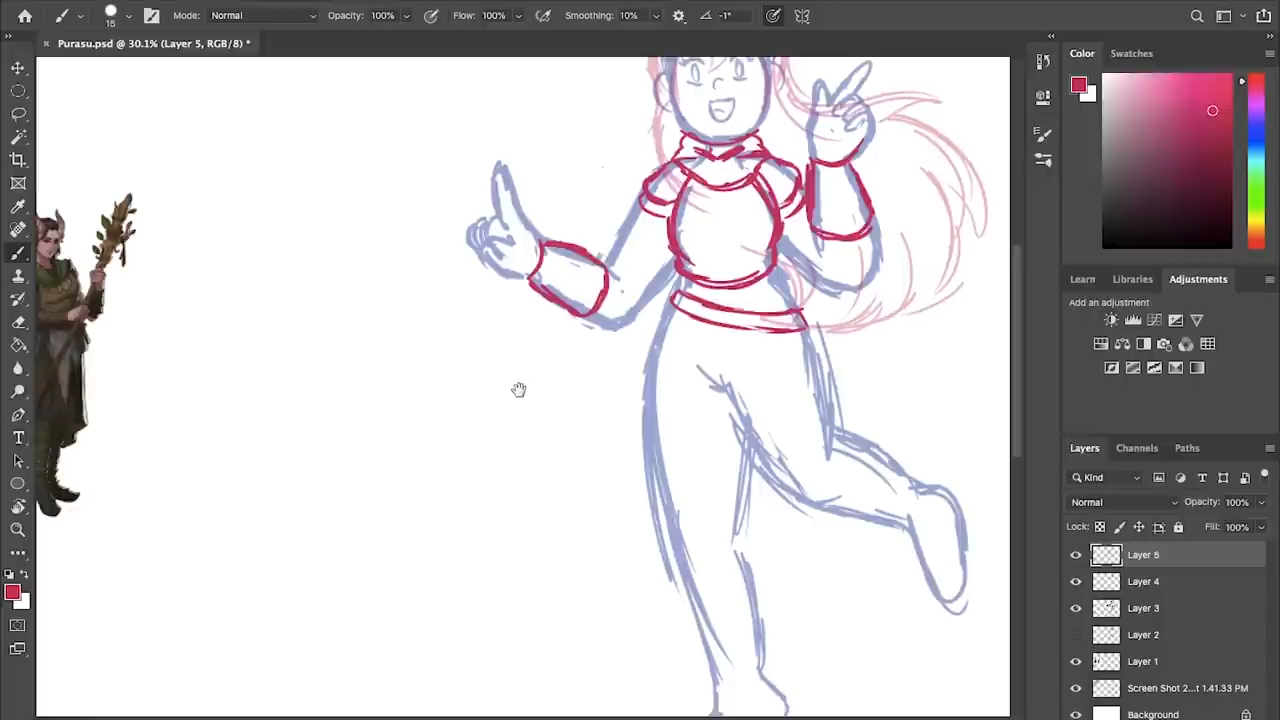 15 Mode: Normal Opacity: 100% Flow: 100% Smoothing: 10% -1°
× Purasu.psd @ 30.1% (Layer 5, RGB/8) *
Color Swatches
Learn Libraries Adjustments
Add an adjustment
Layers Channels Paths
Kind
Normal Opacity: 100%
Lock: Fill: 100%
Layer 5
Layer 4
Layer 3
Layer 2
Layer 1
Screen Shot 2...t 1.41.33 PM
Background